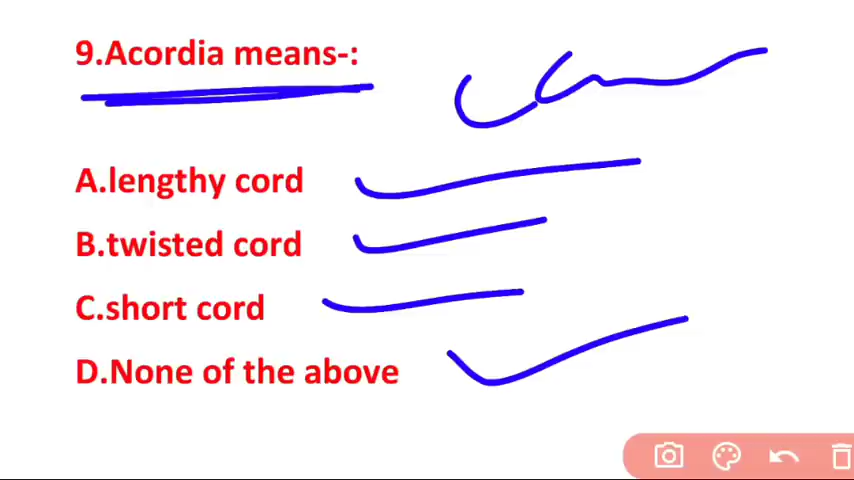 9.Acordia means-:
A.lengthy cord
B.twisted cord
C.short cord
D.None of the above